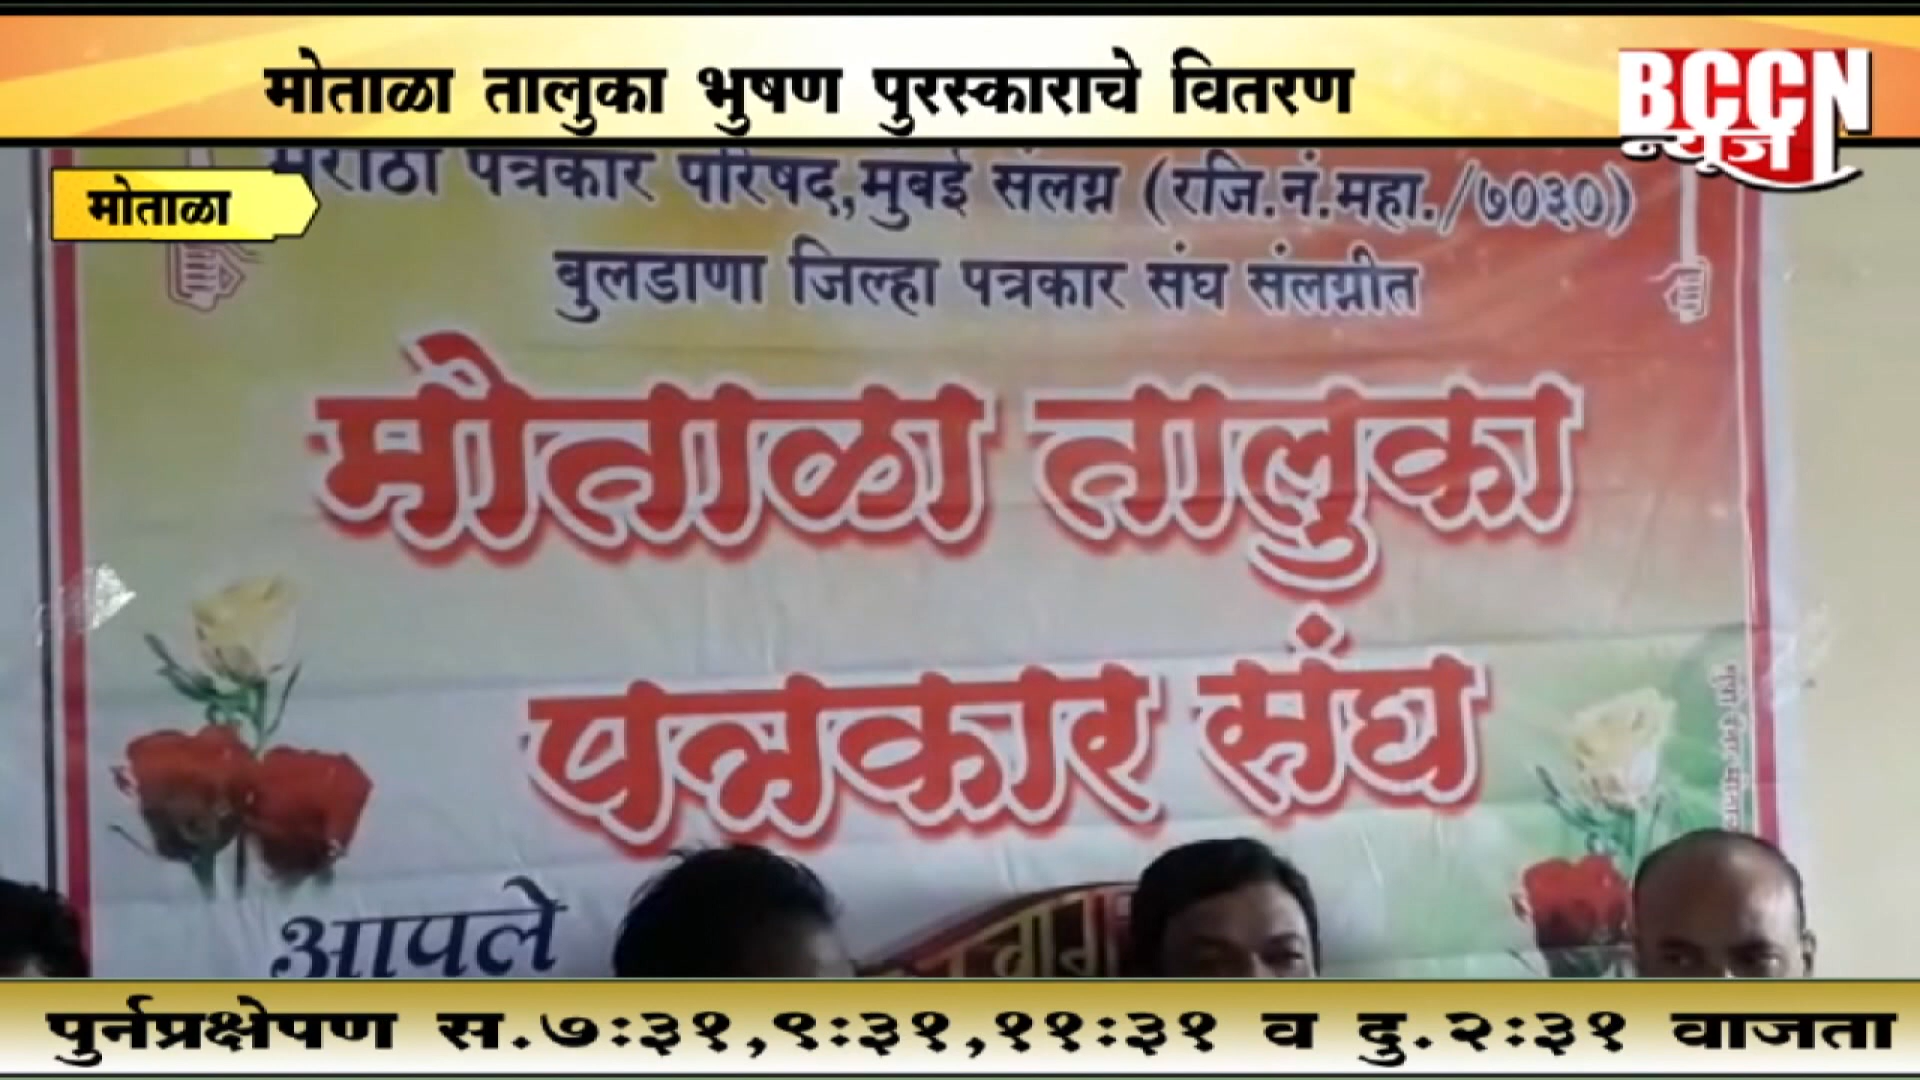 मोताळा तालुका भुषण पुरस्काराचे वितरण
BCCN
न्यूज
मोताळा
मराठी पत्रकार परिषद,मुंबई संलग्न (रजि.नं.महा./७०३०)
बुलडाणा जिल्हा पत्रकार संघ संलग्नीत
मोताळा तालुका
पत्रकार संघ
आपले
पुर्नप्रक्षेपण स.७:३१,९:३१,११:३१ व दु.२:३१ वाजता